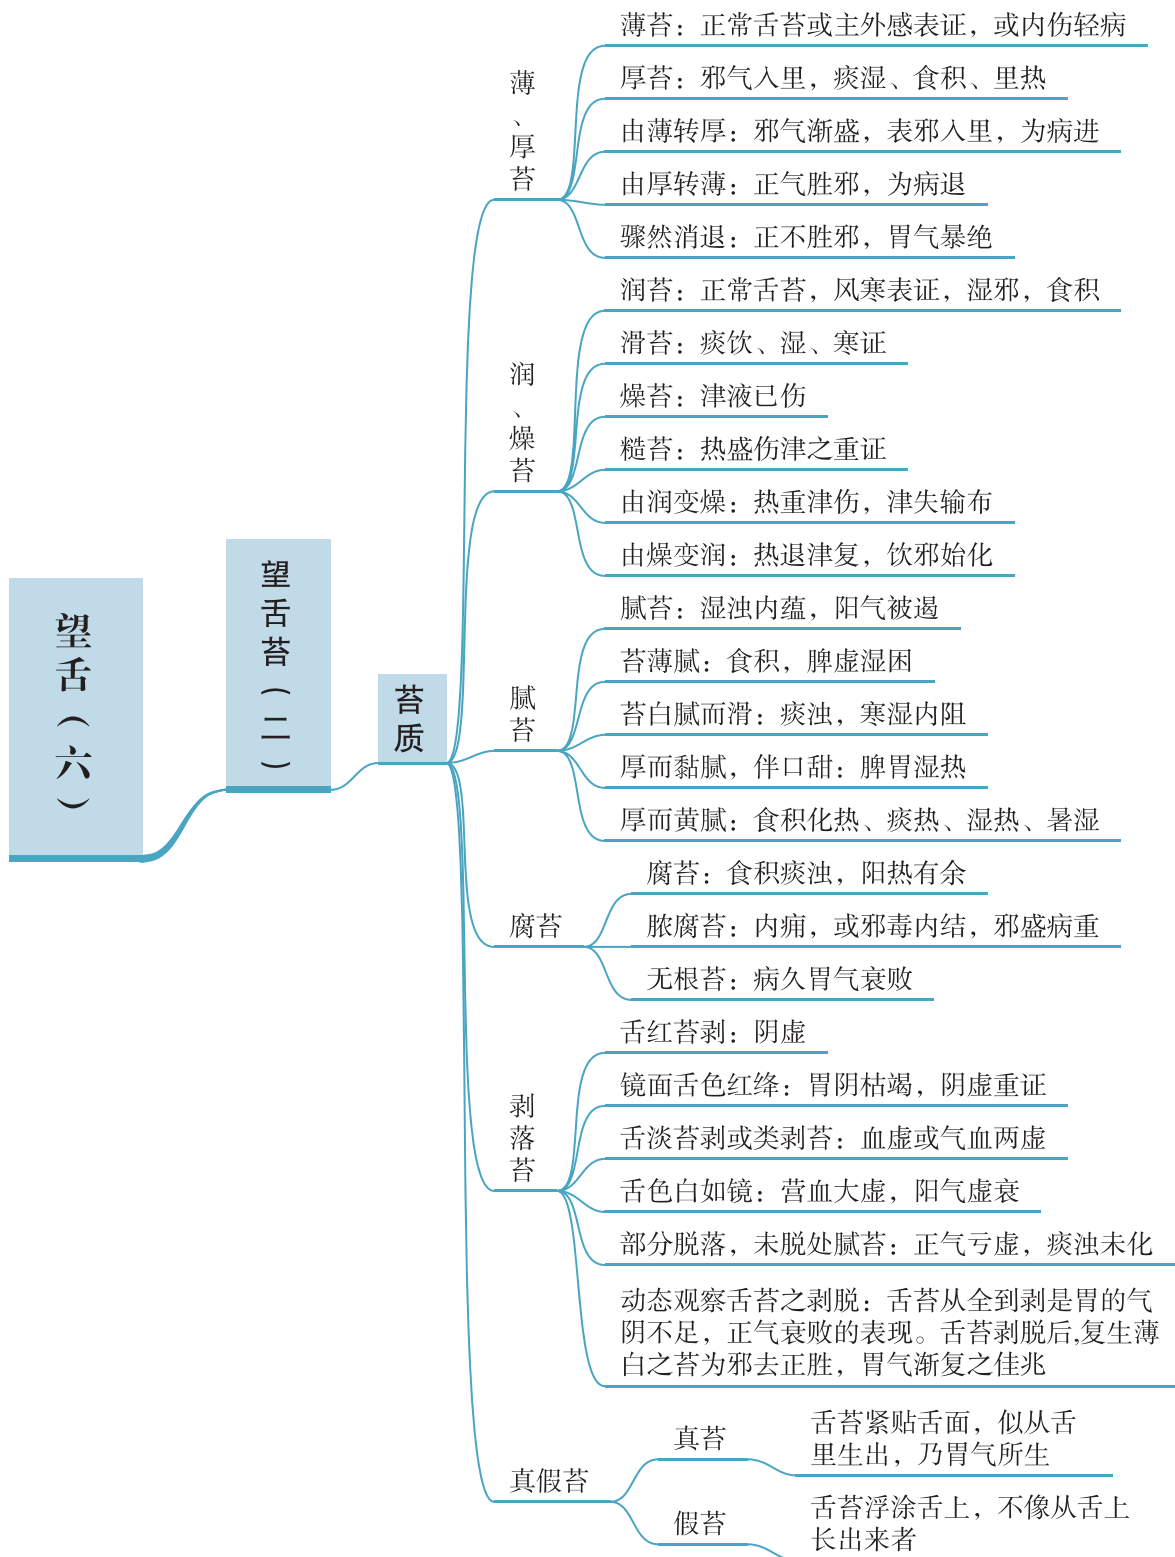 望舌（六）
望舌苔（二）
苔质
薄、厚苔
薄苔：正常舌苔或主外感表证，或内伤轻病
厚苔：邪气入里，痰湿、食积、里热
由薄转厚：邪气渐盛，表邪入里，为病进
由厚转薄：正气胜邪，为病退
骤然消退：正不胜邪，胃气暴绝
润、燥苔
润苔：正常舌苔，风寒表证，湿邪，食积
滑苔：痰饮、湿、寒证
燥苔：津液已伤
糙苔：热盛伤津之重证
由润变燥：热重津伤，津失输布
由燥变润：热退津复，饮邪始化
腻苔
腻苔：湿浊内蕴，阳气被遏
苔薄腻：食积，脾虚湿困
苔白腻而滑：痰浊，寒湿内阻
厚而黏腻，伴口甜：脾胃湿热
厚而黄腻：食积化热、痰热、湿热、暑湿
腐苔
腐苔：食积痰浊，阳热有余
脓腐苔：内痈，或邪毒内结，邪盛病重
无根苔：病久胃气衰败
剥落苔
舌红苔剥：阴虚
镜面舌色红绛：胃阴枯竭，阴虚重证
舌淡苔剥或类剥苔：血虚或气血两虚
舌色白如镜：营血大虚，阳气虚衰
部分脱落，未脱处腻苔：正气亏虚，痰浊未化
动态观察舌苔之剥脱：舌苔从全到剥是胃的气
阴不足，正气衰败的表现。舌苔剥脱后,复生薄
白之苔为邪去正胜，胃气渐复之佳兆
真假苔
真苔
舌苔紧贴舌面，似从舌
里生出，乃胃气所生
假苔
舌苔浮涂舌上，不像从舌上
长出来者